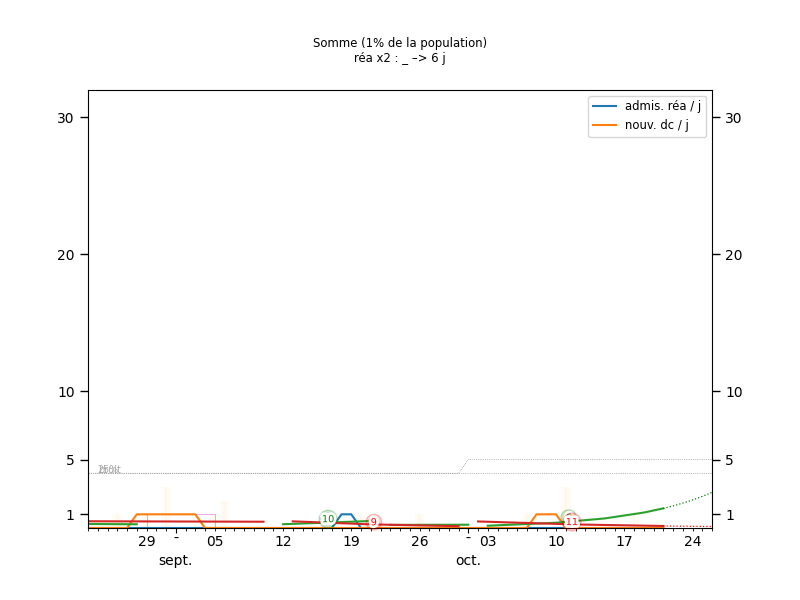 Somme (1% de la population)
réa x2 : _ –> 6 j
admis. réa / j
nouv. dc / j
30 30
20 20
10 10
5 5
1 1
10 9 11
29 - 05 12 19 26 - 03 10 17 24
sept. oct.